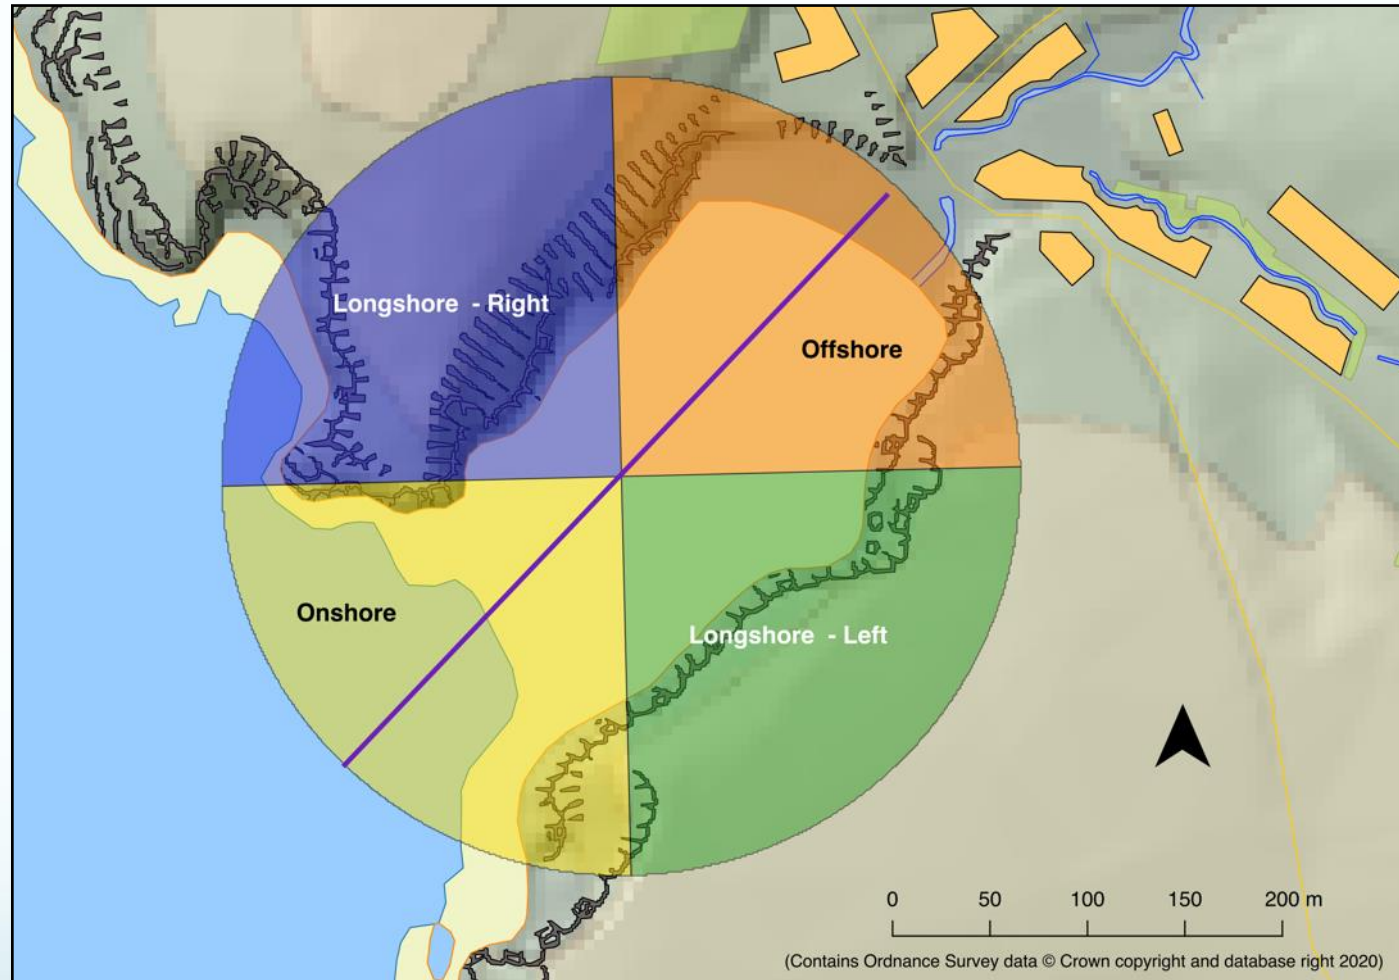 Longshore - Right
Offshore
Onshore
Longshore - Left
0 50 100 150 200 m
(Contains Ordnance Survey data © Crown copyright and database right 2020)